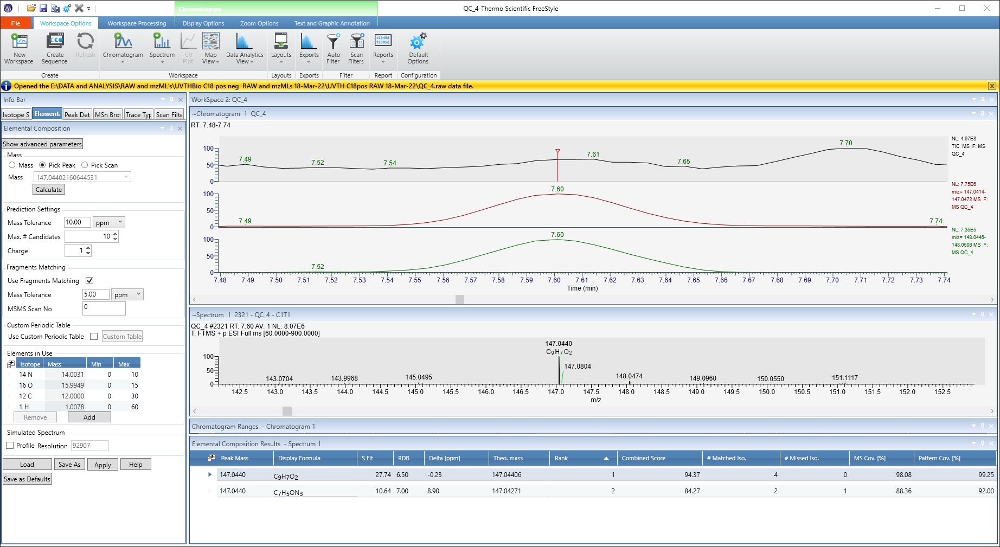 Chromatogram
QC_4-Thermo Scientific FreeStyle
File Workspace Options Workspace Processing Display Options Zoom Options Text and Graphic Annotation
New Workspace
Create Sequence
Refresh
Chromatogram
Spectrum
CV Plot
Map View
Data Analytics View
Layouts
Exports
Auto Filter
Scan Filters
Reports
Default Options
Create Workspace Layouts Exports Filter Report Configuration
Opened the E:\DATA and ANALYSIS\RAW and mzML's\UVTHBio C18 pos neg  RAW and mzMLs 18-Mar-22\UVTH C18pos RAW 18-Mar-22\QC_4.raw data file.
Info Bar
Isotope S Element Peak Det MSn Brov Trace Typ Scan Filte
Elemental Composition
Show advanced parameters
Mass
Mass Pick Peak Pick Scan
Mass 147.04402160644531
Calculate
Prediction Settings
Mass Tolerance 10.00 ppm
Max. # Candidates 10
Charge 1
Fragments Matching
Use Fragments Matching
Mass Tolerance 5.00 ppm
MSMS Scan No 0
Custom Periodic Table
Use Custom Periodic Table Custom Table
Elements in Use
Isotope Mass Min Max
14 N 14.0031 0 10
16 O 15.9949 0 15
12 C 12.0000 0 30
1 H 1.0078 0 60
Remove Add
Simulated Spectrum
Profile Resolution 92907
Load Save As Apply Help
Save as Defaults
WorkSpace 2: QC_4
~Chromatogram 1 QC_4
RT :7.48-7.74
100
50
0
7.49 7.52 7.54 7.61 7.65 7.70
NL: 4.97E8
TIC MS F: MS
QC_4
100
50
0
7.49 7.60 7.74
NL: 7.75E6
m/z= 147.0414-
147.0472 MS F:
MS QC_4
100
50
0
7.52 7.60
NL: 7.35E5
m/z= 148.0446-
148.0506 MS F:
MS QC_4
7.48 7.49 7.50 7.51 7.52 7.53 7.54 7.55 7.56 7.57 7.58 7.59 7.60 7.61 7.62 7.63 7.64 7.65 7.66 7.67 7.68 7.69 7.70 7.71 7.72 7.73 7.74
Time (min)
~Spectrum 1 2321 - QC_4 - C1T1
QC_4 #2321 RT: 7.60 AV: 1 NL: 8.07E6
T: FTMS + p ESI Full ms [60.0000-900.0000]
147.0440
C9H7O2
100
50
0
143.0704 143.9968 145.0495 147.0804 148.0474 149.0960 150.0550 151.1117
142.5 143.0 143.5 144.0 144.5 145.0 145.5 146.0 146.5 147.0 147.5 148.0 148.5 149.0 149.5 150.0 150.5 151.0 151.5 152.0 152.5
m/z
Chromatogram Ranges - Chromatogram 1
Elemental Composition Results - Spectrum 1
Peak Mass Display Formula S Fit RDB Delta [ppm] Theo. mass Rank Combined Score # Matched Iso. # Missed Iso. MS Cov. [%] Pattern Cov. [%]
147.0440 C9H7O2 27.74 6.50 -0.23 147.04406 1 94.37 4 0 98.08 99.25
147.0440 C7H5ON3 10.64 7.00 8.90 147.04271 2 84.27 2 1 88.36 92.00